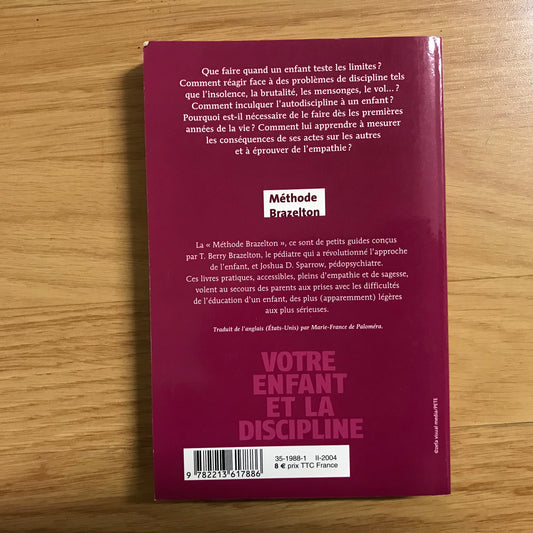 Que faire quand un enfant teste les limites ?
Comment réagir face à des problèmes de discipline tels
que l'insolence, la brutalité, les mensonges, le vol... ?
Comment inculquer l'autodiscipline à un enfant ?
Pourquoi est-il nécessaire de le faire dès les premières
années de la vie ? Comment lui apprendre à mesurer
les conséquences de ses actes sur les autres
et à éprouver de l'empathie ?
Méthode
Brazelton
La « Méthode Brazelton », ce sont de petits guides conçus
par T. Berry Brazelton, le pédiatre qui a révolutionné l'approche
de l'enfant, et Joshua D. Sparrow, pédopsychiatre.
Ces livres pratiques, accessibles, pleins d'empathie et de sagesse,
volent au secours des parents aux prises avec les difficultés
de l'éducation d'un enfant, des plus (apparemment) légères
aux plus sérieuses.
Traduit de l'anglais (États-Unis) par Marie-France de Paloméra.
VOTRE
ENFANT
ET LA
DISCIPLINE
35-1988-1 II-2004
8 € prix TTC France
9 782213 617886
©zefa visual media/PETE